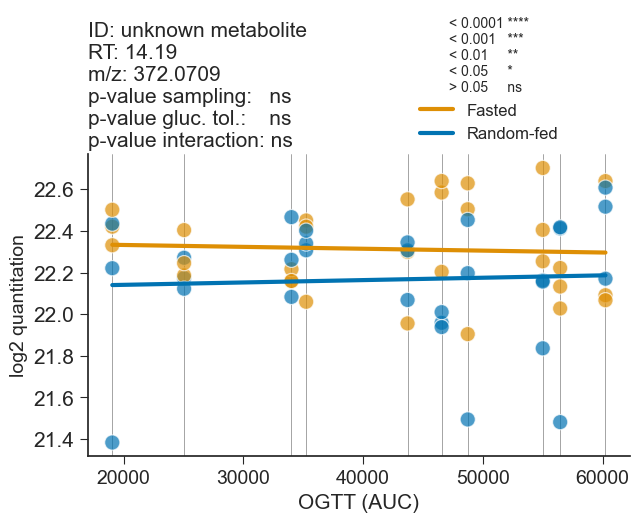 ID: unknown metabolite
RT: 14.19
m/z: 372.0709
p-value sampling: ns
p-value gluc. tol.: ns
p-value interaction: ns
< 0.0001 ****
< 0.001 ***
< 0.01 **
< 0.05 *
> 0.05 ns
Fasted
Random-fed
log2 quantitation
22.6
22.4
22.2
22.0
21.8
21.6
21.4
20000 30000 40000 50000 60000
OGTT (AUC)